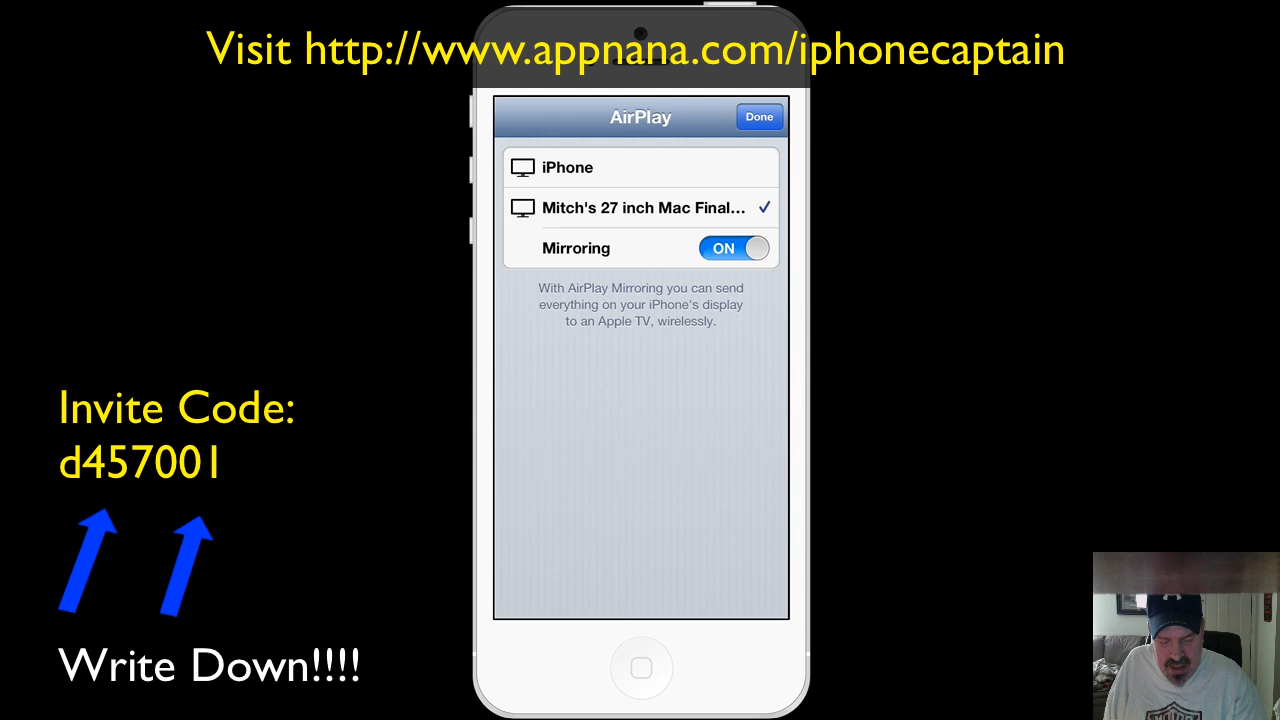 Visit http://www.appnana.com/iphonecaptain
AirPlay
Done
iPhone
Mitch's 27 inch Mac Final...
Mirroring
ON
With AirPlay Mirroring you can send
everything on your iPhone's display
to an Apple TV, wirelessly.
Invite Code:
d457001
Write Down!!!!